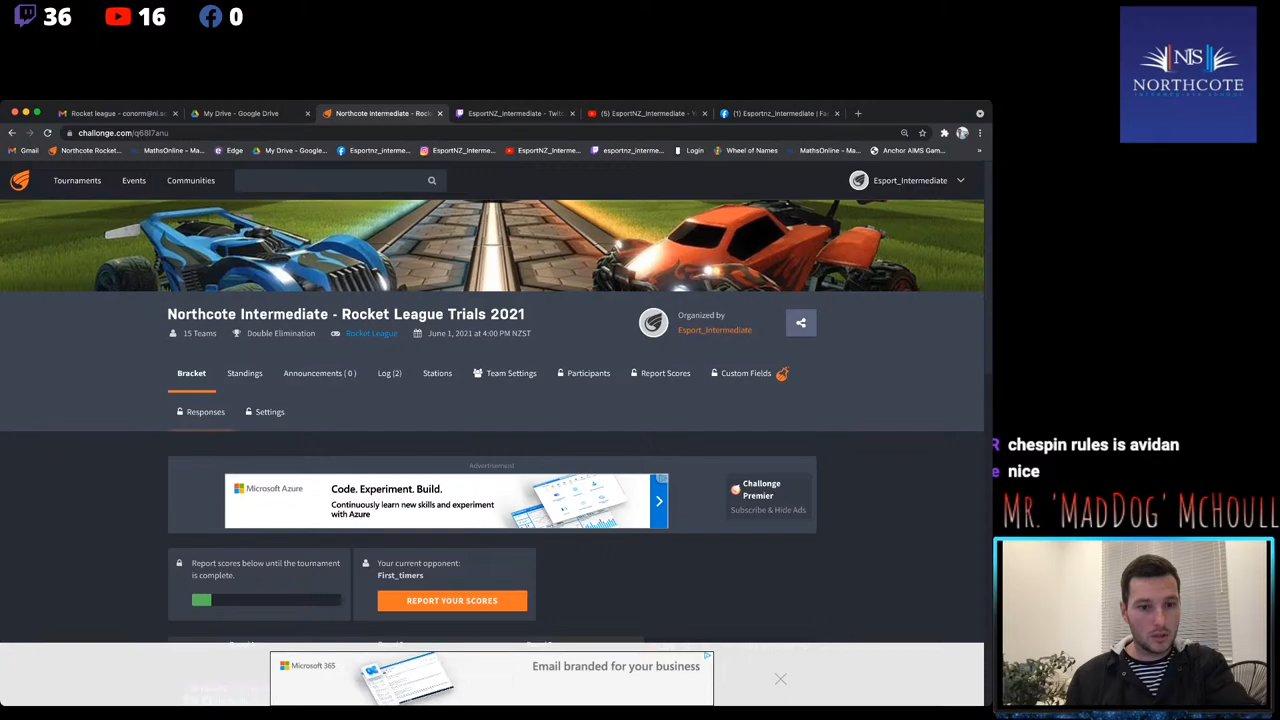 36 16 0
NIS
NORTHCOTE
INTERMEDIATE SCHOOL
Rocket league - conorm@ni.sc
My Drive - Google Drive
Northcote Intermediate - Rock
EsportNZ_Intermediate - Twitc
(5) EsportNZ_Intermediate - Yo
(1) Esportnz_Intermediate | Fac
challonge.com/q68l7anu
Gmail
Northcote Rocket...
MathsOnline - Ma...
Edge
My Drive - Google...
Esportnz_interme...
EsportNZ_Interme...
EsportNZ_Interme...
esportnz_interme...
Login
Wheel of Names
MathsOnline - Ma...
Anchor AIMS Gam...
Tournaments Events Communities
Esport_Intermediate
Northcote Intermediate - Rocket League Trials 2021
15 Teams Double Elimination Rocket League June 1, 2021 at 4:00 PM NZST
Organized by
Esport_Intermediate
Bracket Standings Announcements ( 0 ) Log (2) Stations Team Settings Participants Report Scores Custom Fields
Responses Settings
chespin rules is avidan
nice
Mr. 'MadDog' McHoull
Advertisement
Microsoft Azure
Code. Experiment. Build.
Continuously learn new skills and experiment
with Azure
Challonge
Premier
Subscribe & Hide Ads
Report scores below until the tournament
is complete.
Your current opponent:
First_timers
REPORT YOUR SCORES
Microsoft 365
Email branded for your business